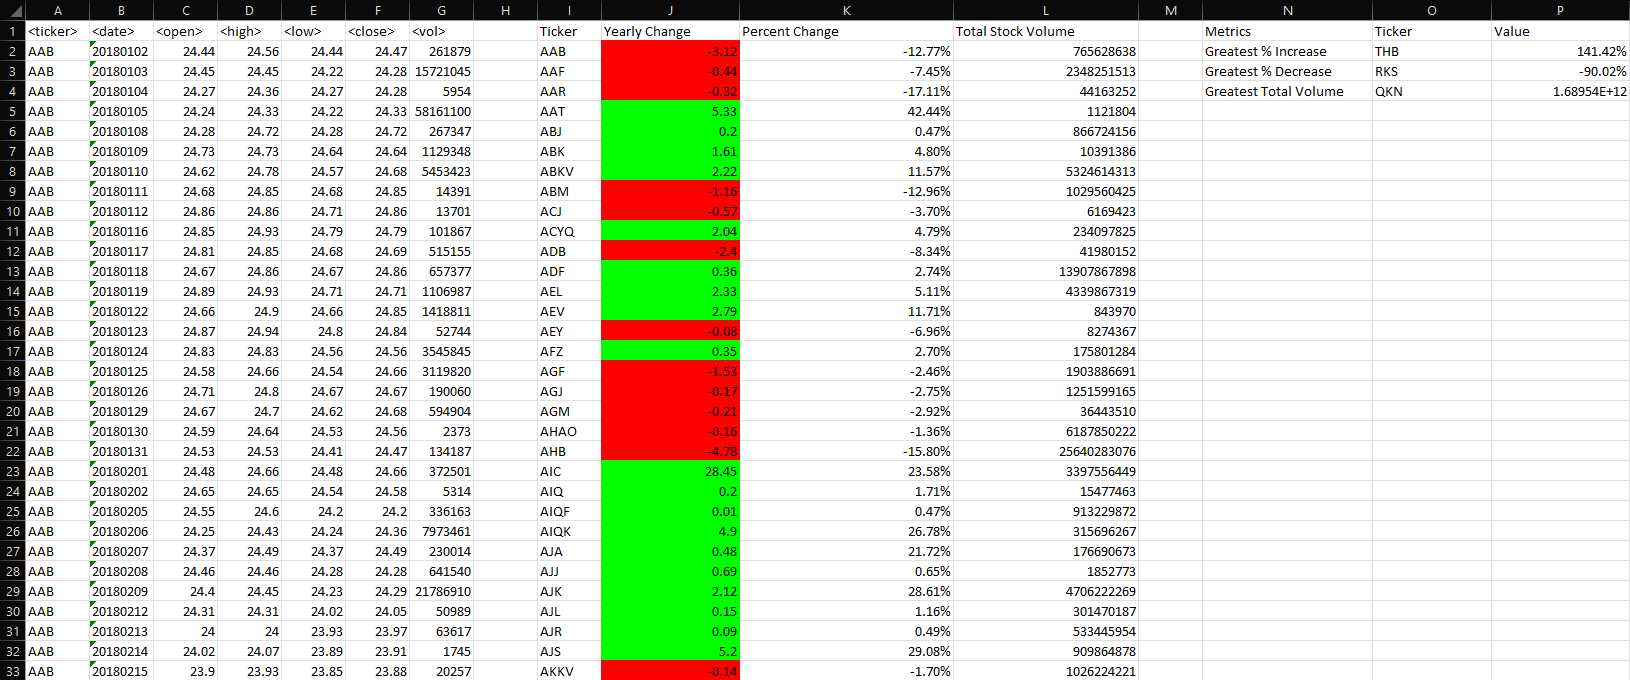 A B C D E F G H I J K L M N O P
1 <ticker> <date> <open> <high> <low> <close> <vol> Ticker Yearly Change Percent Change Total Stock Volume Metrics Ticker Value
2 AAB 20180102 24.44 24.56 24.44 24.47 261879 AAB -3.12 -12.77% 765628638 Greatest % Increase THB 141.42%
3 AAB 20180103 24.45 24.45 24.22 24.28 15721045 AAF -0.44 -7.45% 2348251513 Greatest % Decrease RKS -90.02%
4 AAB 20180104 24.27 24.36 24.27 24.28 5954 AAR -0.32 -17.11% 44163252 Greatest Total Volume QKN 1.68954E+12
5 AAB 20180105 24.24 24.33 24.22 24.33 58161100 AAT 5.33 42.44% 1121804
6 AAB 20180108 24.28 24.72 24.28 24.72 267347 ABJ 0.2 0.47% 866724156
7 AAB 20180109 24.73 24.73 24.64 24.64 1129348 ABK 1.61 4.80% 10391386
8 AAB 20180110 24.62 24.78 24.57 24.68 5453423 ABKV 2.22 11.57% 5324614313
9 AAB 20180111 24.68 24.85 24.68 24.85 14391 ABM -1.16 -12.96% 1029560425
10 AAB 20180112 24.86 24.86 24.71 24.86 13701 ACJ -0.57 -3.70% 6169423
11 AAB 20180116 24.85 24.93 24.79 24.79 101867 ACYQ 2.04 4.79% 234097825
12 AAB 20180117 24.81 24.85 24.68 24.69 515155 ADB -2.4 -8.34% 41980152
13 AAB 20180118 24.67 24.86 24.67 24.86 657377 ADF 0.36 2.74% 13907867898
14 AAB 20180119 24.89 24.93 24.71 24.71 1106987 AEL 2.33 5.11% 4339867319
15 AAB 20180122 24.66 24.9 24.66 24.85 1418811 AEV 2.79 11.71% 843970
16 AAB 20180123 24.87 24.94 24.8 24.84 52744 AEY -0.08 -6.96% 8274367
17 AAB 20180124 24.83 24.83 24.56 24.56 3545845 AFZ 0.35 2.70% 175801284
18 AAB 20180125 24.58 24.66 24.54 24.66 3119820 AGF -1.53 -2.46% 1903886691
19 AAB 20180126 24.71 24.8 24.67 24.67 190060 AGJ -0.17 -2.75% 1251599165
20 AAB 20180129 24.67 24.7 24.62 24.68 594904 AGM -0.21 -2.92% 36443510
21 AAB 20180130 24.59 24.64 24.53 24.56 2373 AHAO -0.16 -1.36% 6187850222
22 AAB 20180131 24.53 24.53 24.41 24.47 134187 AHB -4.78 -15.80% 25640283076
23 AAB 20180201 24.48 24.66 24.48 24.66 372501 AIC 28.45 23.58% 3397556449
24 AAB 20180202 24.65 24.65 24.54 24.58 5314 AIQ 0.2 1.71% 15477463
25 AAB 20180205 24.55 24.6 24.2 24.2 336163 AIQF 0.01 0.47% 913229872
26 AAB 20180206 24.25 24.43 24.24 24.36 7973461 AIQK 4.9 26.78% 315696267
27 AAB 20180207 24.37 24.49 24.37 24.49 230014 AJA 0.48 21.72% 176690673
28 AAB 20180208 24.46 24.46 24.28 24.28 641540 AJJ 0.69 0.65% 1852773
29 AAB 20180209 24.4 24.45 24.23 24.29 21786910 AJK 2.12 28.61% 4706222269
30 AAB 20180212 24.31 24.31 24.02 24.05 50989 AJL 0.15 1.16% 301470187
31 AAB 20180213 24 24 23.93 23.97 63617 AJR 0.09 0.49% 533445954
32 AAB 20180214 24.02 24.07 23.89 23.91 1745 AJS 5.2 29.08% 909864878
33 AAB 20180215 23.9 23.93 23.85 23.88 20257 AKKV -0.14 -1.70% 1026224221